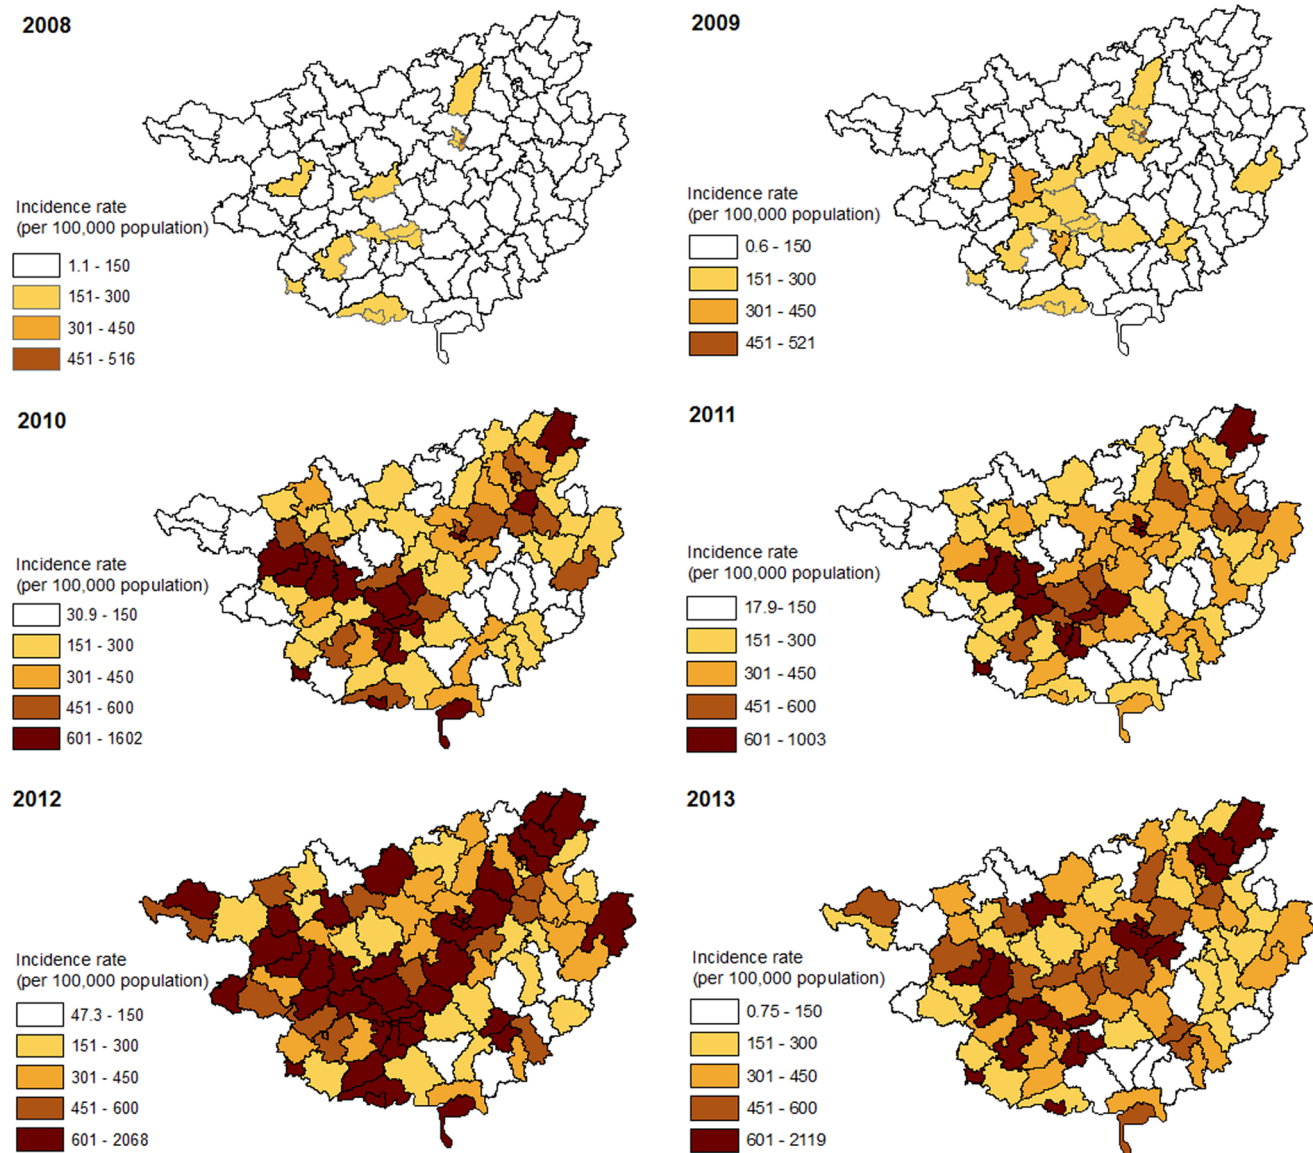 2008
Incidence rate
(per 100,000 population)
1.1 - 150
151- 300
301 - 450
451 - 516
2009
Incidence rate
(per 100,000 population)
0.6 - 150
151 - 300
301 - 450
451 - 521
2010
Incidence rate
(per 100,000 population)
30.9 - 150
151 - 300
301 - 450
451 - 600
601 - 1602
2011
Incidence rate
(per 100,000 population)
17.9- 150
151 - 300
301 - 450
451 - 600
601 - 1003
2012
Incidence rate
(per 100,000 population)
47.3 - 150
151 - 300
301 - 450
451 - 600
601 - 2068
2013
Incidence rate
(per 100,000 population)
0.75 - 150
151 - 300
301 - 450
451 - 600
601 - 2119